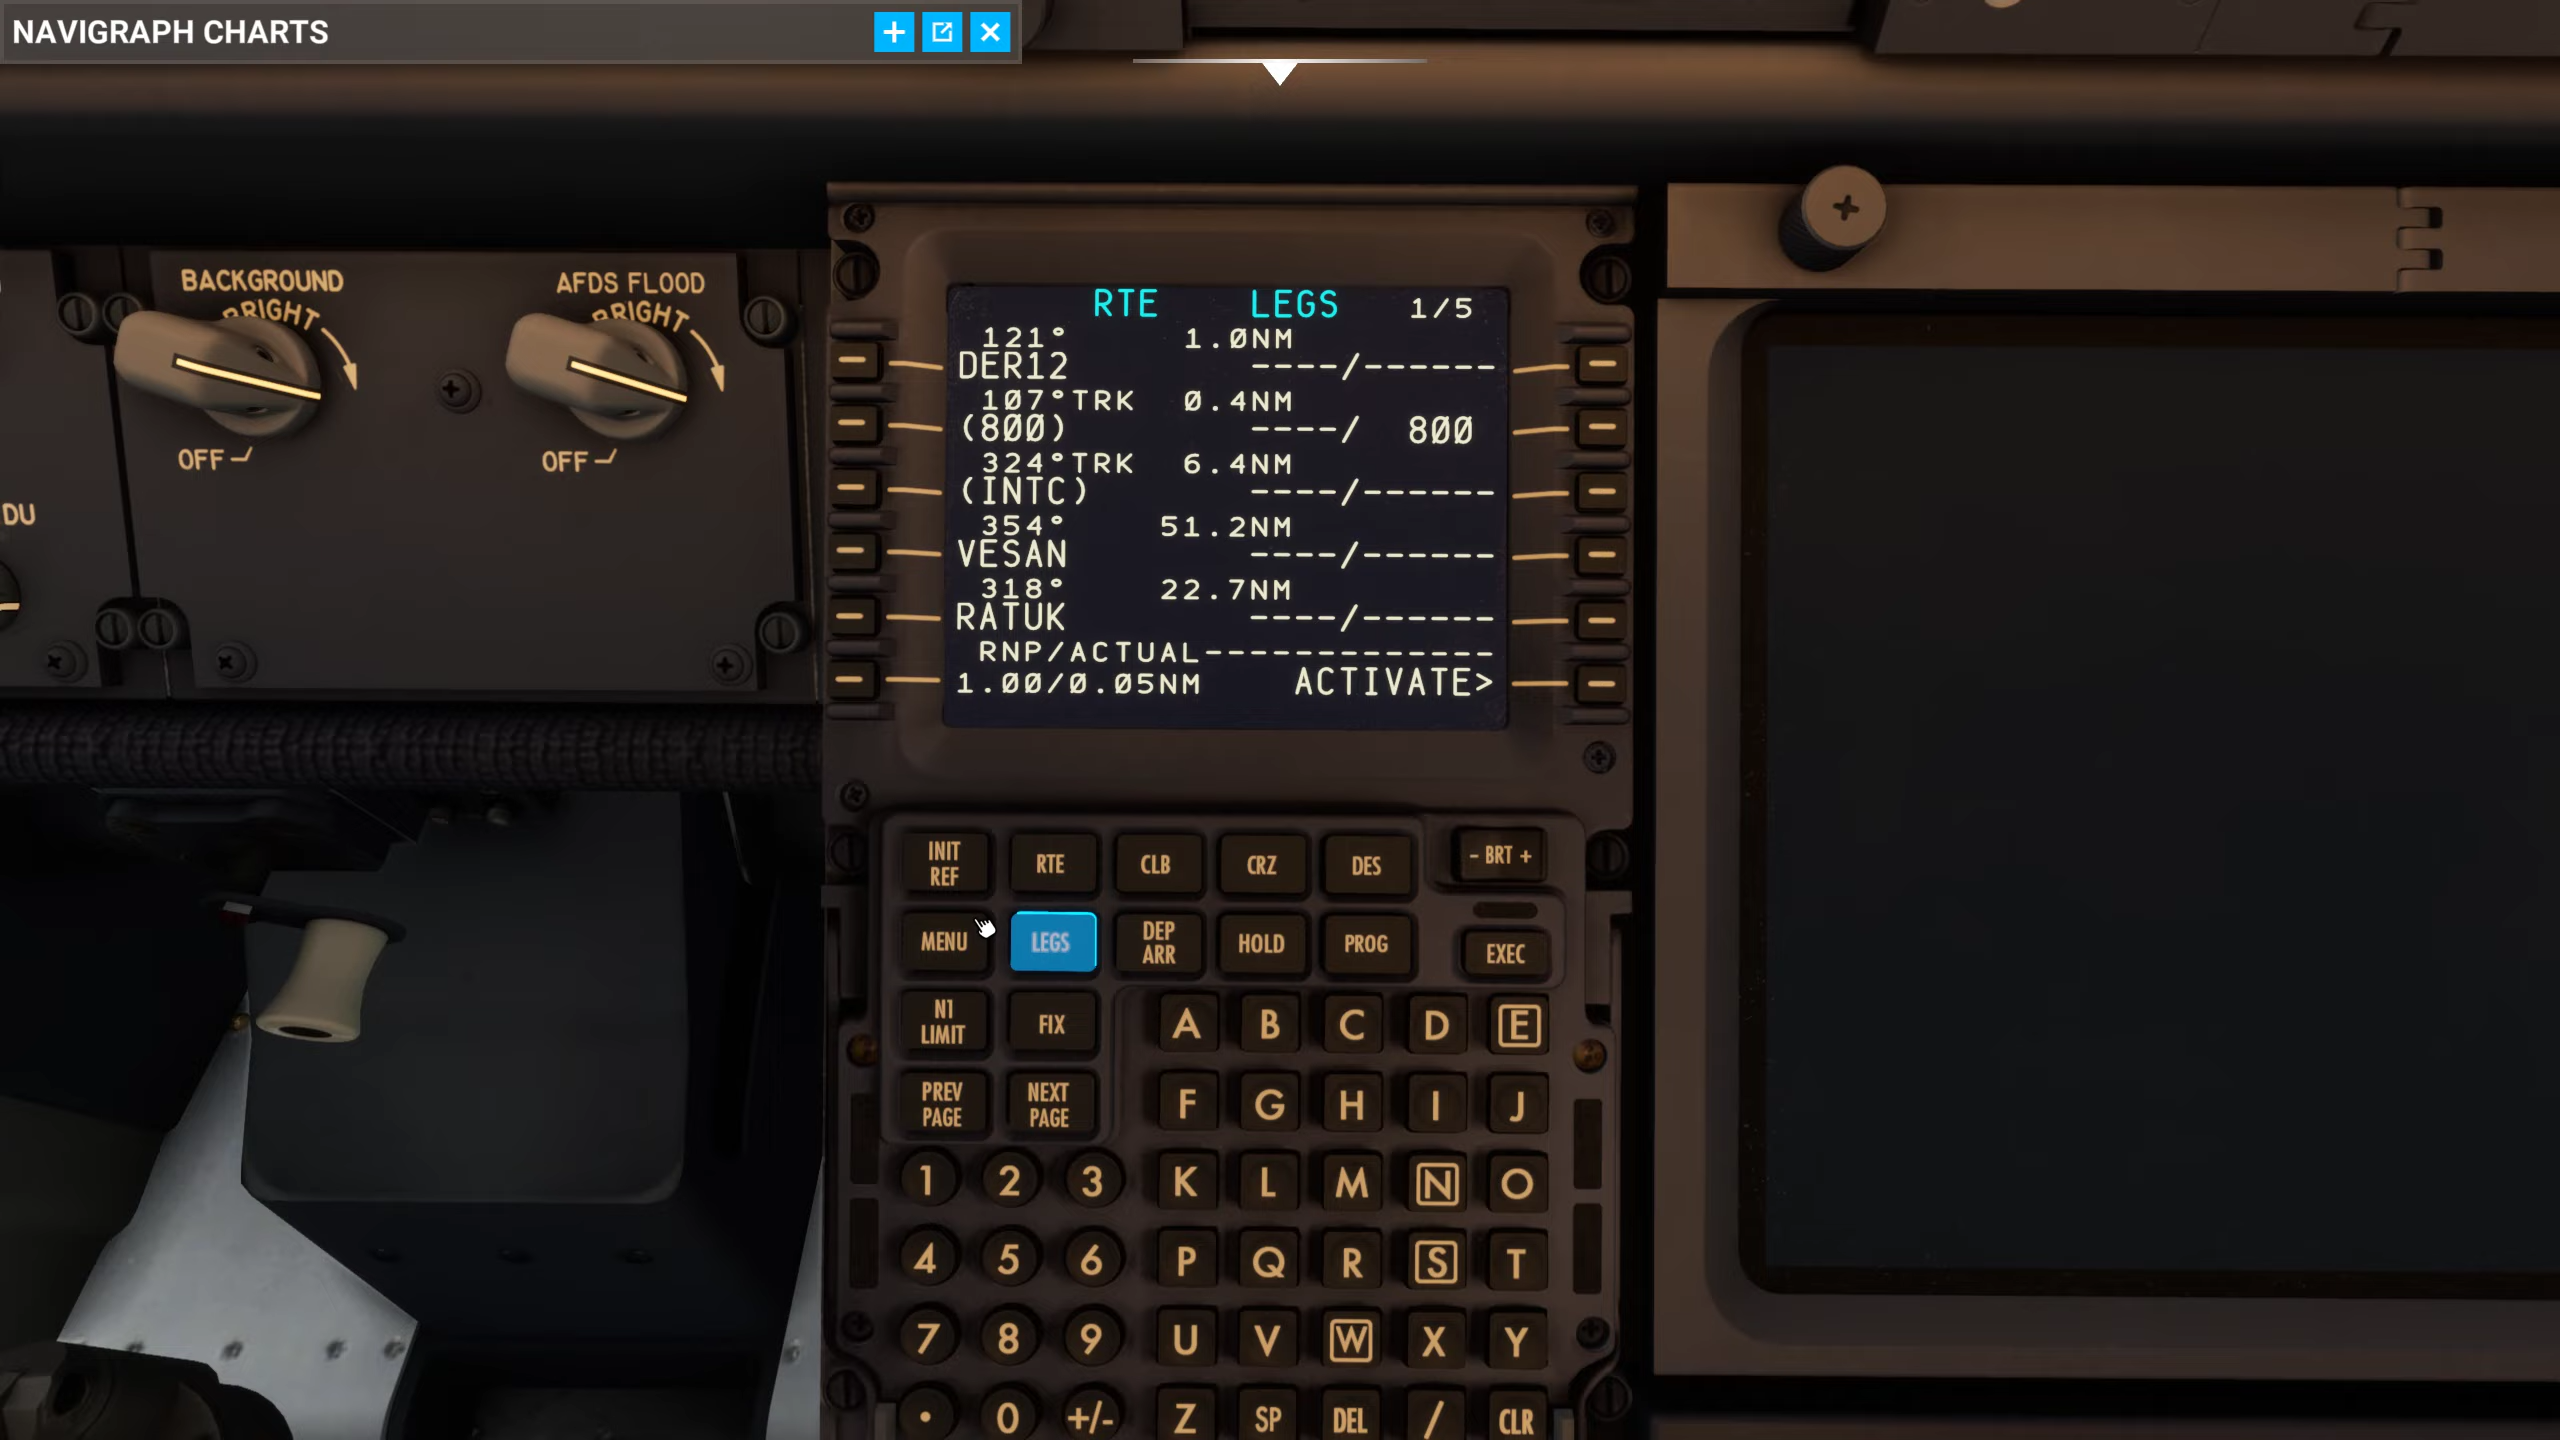 NAVIGRAPH CHARTS
BACKGROUND
BRIGHT
OFF
AFDS FLOOD
BRIGHT
OFF
DU
RTE LEGS 1/5
121° 1.0NM
DER12 ----/------
107°TRK 0.4NM
(800) ----/ 800
324°TRK 6.4NM
(INTC) ----/------
354° 51.2NM
VESAN ----/------
318° 22.7NM
RATUK ----/------
RNP/ACTUAL-------------
1.00/0.05NM ACTIVATE>
INIT REF RTE CLB CRZ DES - BRT +
MENU LEGS DEP ARR HOLD PROG EXEC
N1 LIMIT FIX A B C D E
PREV PAGE NEXT PAGE F G H I J
1 2 3 K L M N O
4 5 6 P Q R S T
7 8 9 U V W X Y
. 0 +/- Z SP DEL / CLR